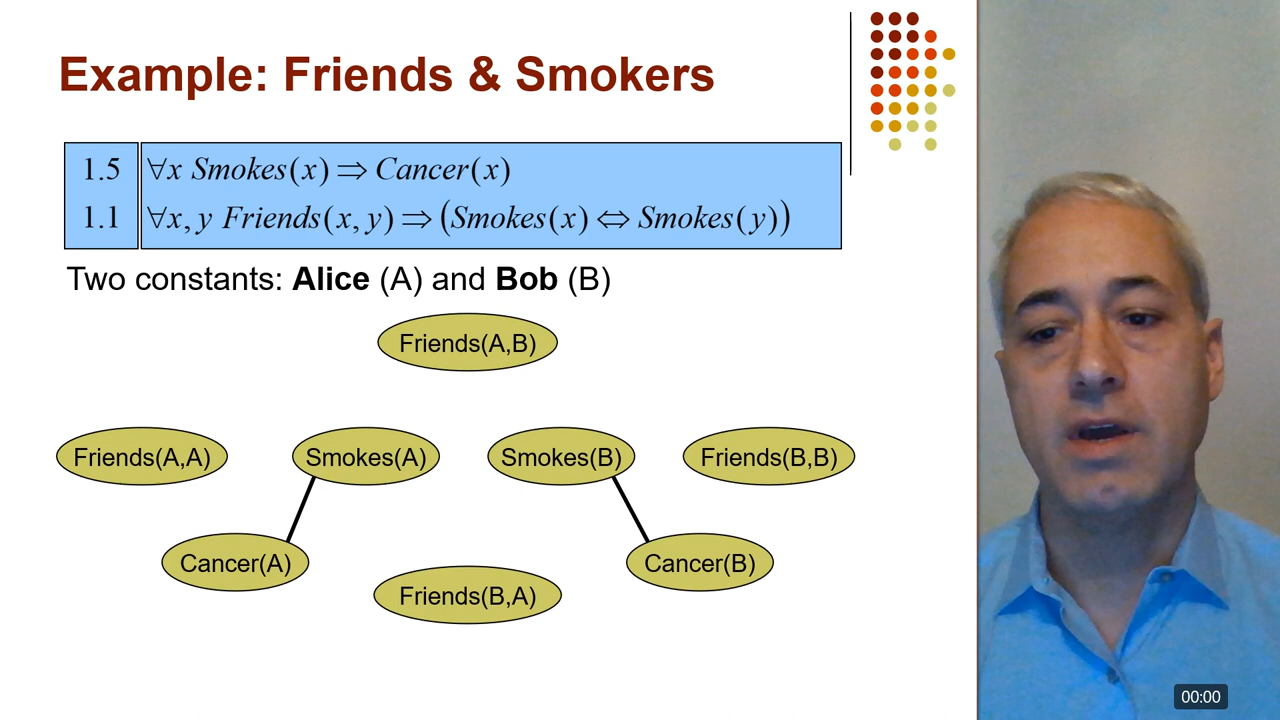 Example: Friends & Smokers
1.5 ∀x Smokes(x) ⇒ Cancer(x)
1.1 ∀x, y Friends(x, y) ⇒ (Smokes(x) ⇔ Smokes(y))
Two constants: Alice (A) and Bob (B)
Friends(A,B)
Friends(A,A) Smokes(A) Smokes(B) Friends(B,B)
Cancer(A) Cancer(B)
Friends(B,A)
00:00